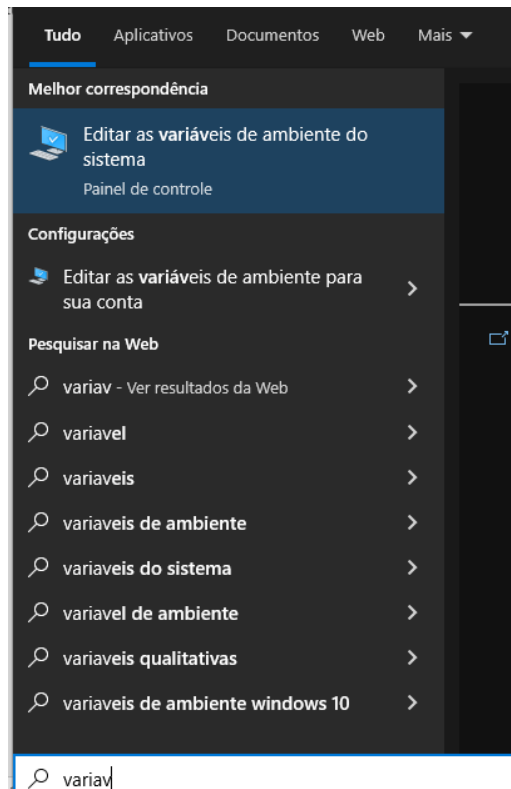 Tudo Aplicativos Documentos Web Mais
Melhor correspondência
Editar as variáveis de ambiente do
sistema
Painel de controle
Configurações
Editar as variáveis de ambiente para
sua conta
Pesquisar na Web
variav - Ver resultados da Web
variavel
variaveis
variaveis de ambiente
variaveis do sistema
variavel de ambiente
variaveis qualitativas
variaveis de ambiente windows 10
variav